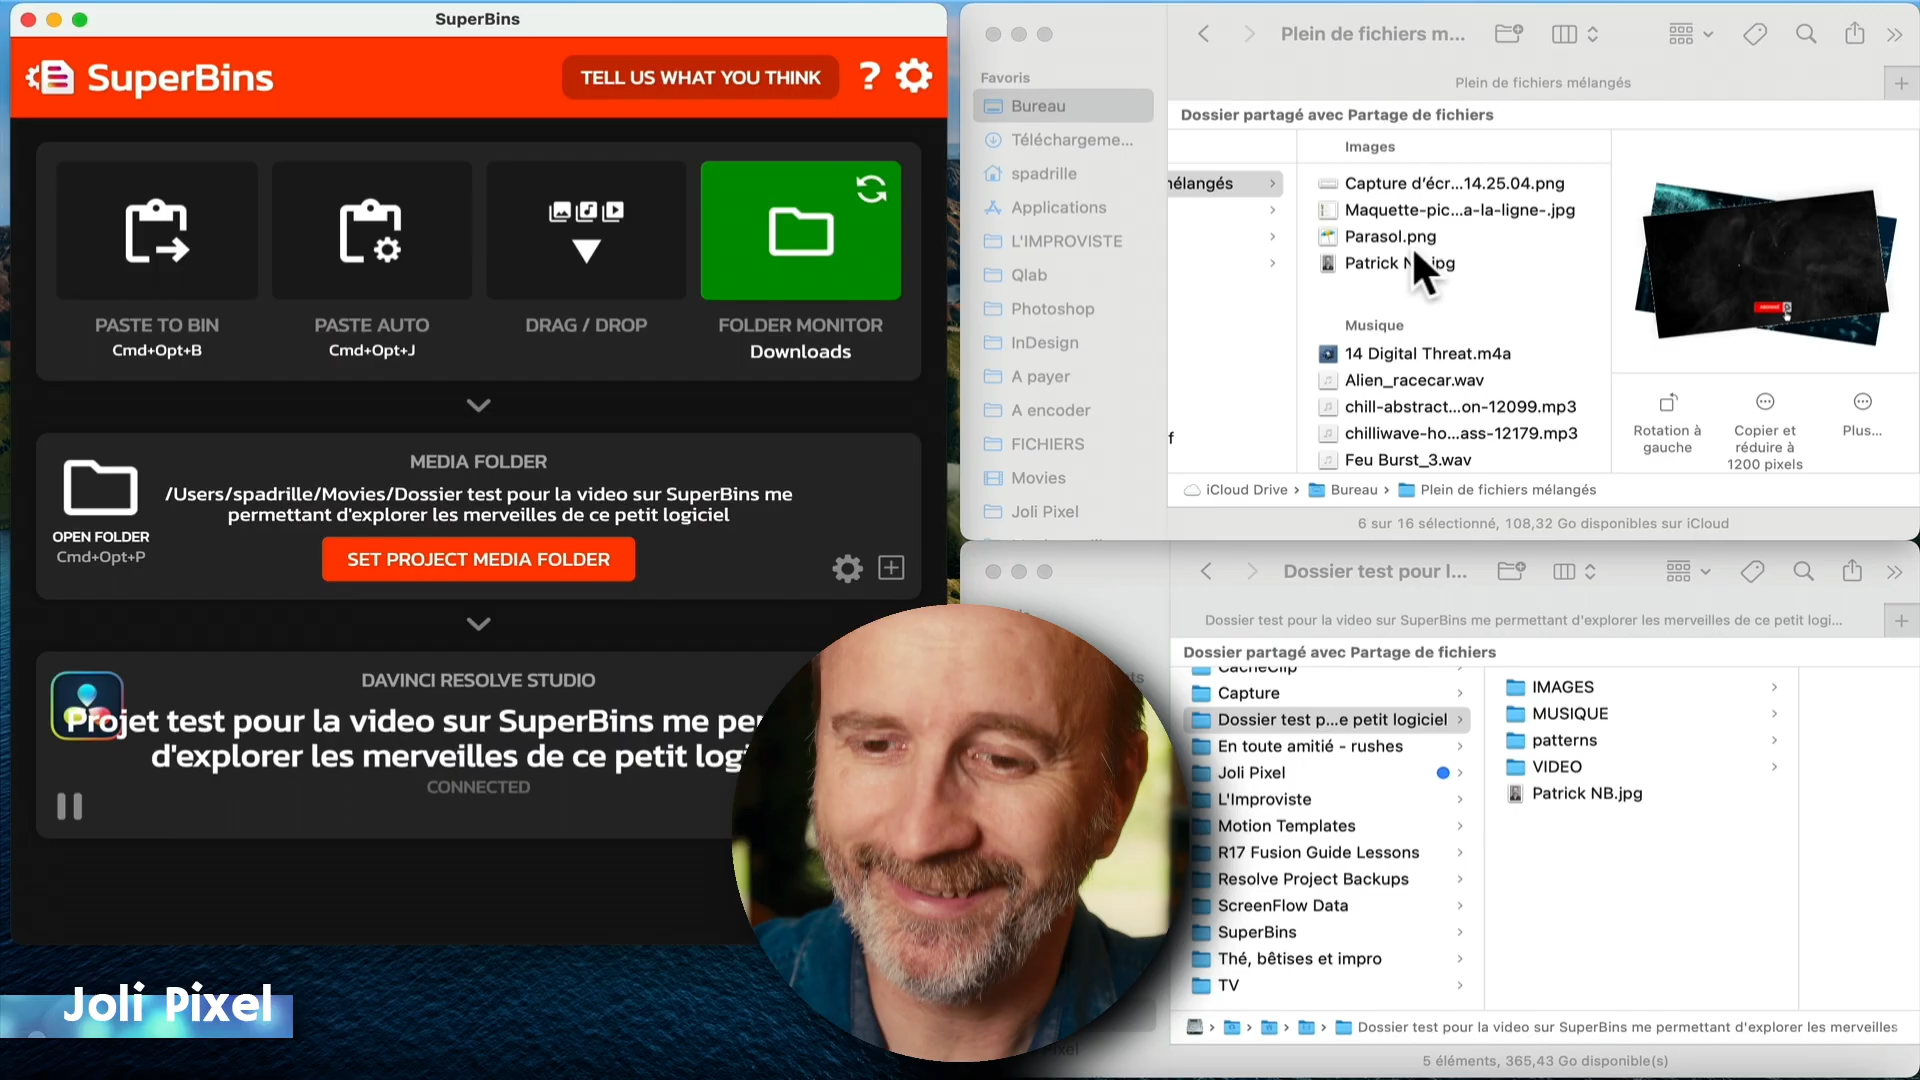 SuperBins
SuperBins
TELL US WHAT YOU THINK
?
PASTE TO BIN
Cmd+Opt+B
PASTE AUTO
Cmd+Opt+J
DRAG / DROP
FOLDER MONITOR
Downloads
MEDIA FOLDER
/Users/spadrille/Movies/Dossier test pour la video sur SuperBins me
permettant d'explorer les merveilles de ce petit logiciel
OPEN FOLDER
Cmd+Opt+P
SET PROJECT MEDIA FOLDER
DAVINCI RESOLVE STUDIO
Projet test pour la video sur SuperBins me per
d'explorer les merveilles de ce petit logi
CONNECTED
Joli Pixel
Plein de fichiers m...
Plein de fichiers mélangés
Favoris
Bureau
Téléchargeme...
spadrille
Applications
L'IMPROVISTE
Qlab
Photoshop
InDesign
A payer
A encoder
FICHIERS
Movies
Joli Pixel
Dossier partagé avec Partage de fichiers
élangés
f
Images
Capture d'écr...14.25.04.png
Maquette-pic...a-la-ligne-.jpg
Parasol.png
Patrick NB.jpg
Musique
14 Digital Threat.m4a
Alien_racecar.wav
chill-abstract...on-12099.mp3
chilliwave-ho...ass-12179.mp3
Feu Burst_3.wav
Rotation à
gauche
Copier et
réduire à
1200 pixels
Plus...
iCloud Drive › Bureau › Plein de fichiers mélangés
6 sur 16 sélectionné, 108,32 Go disponibles sur iCloud
Dossier test pour l...
Dossier test pour la video sur SuperBins me permettant d'explorer les merveilles de ce petit logi...
Dossier partagé avec Partage de fichiers
CacheClip
Capture
Dossier test p...e petit logiciel
En toute amitié - rushes
Joli Pixel
L'Improviste
Motion Templates
R17 Fusion Guide Lessons
Resolve Project Backups
ScreenFlow Data
SuperBins
Thé, bêtises et impro
TV
IMAGES
MUSIQUE
patterns
VIDEO
Patrick NB.jpg
Dossier test pour la video sur SuperBins me permettant d'explorer les merveilles
5 éléments, 365,43 Go disponible(s)